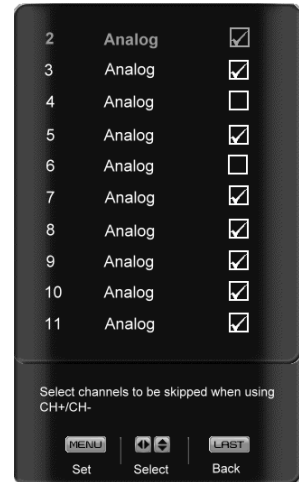 2 Analog
3 Analog
4 Analog
5 Analog
6 Analog
7 Analog
8 Analog
9 Analog
10 Analog
11 Analog
Select channels to be skipped when using
CH+/CH-
MENU LAST
Set Select Back